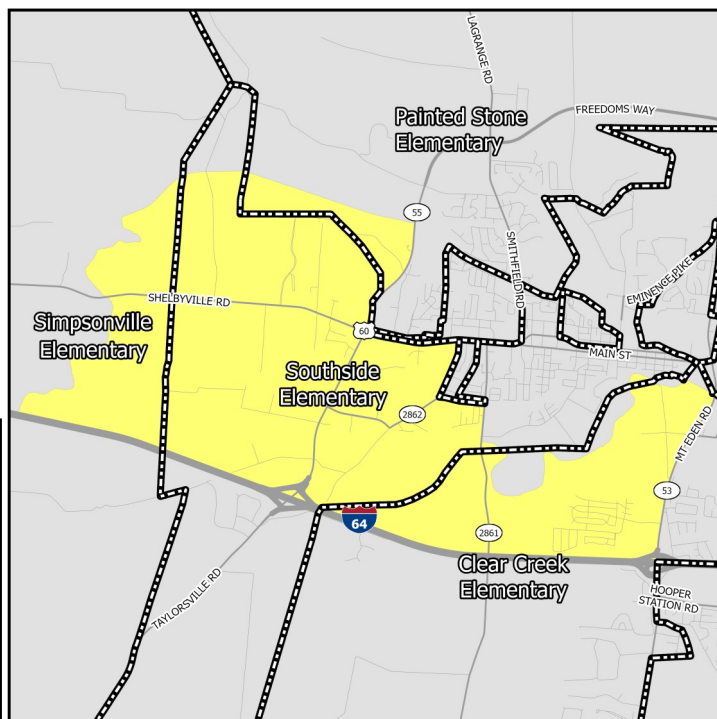 LAGRANGE RD
Painted Stone
Elementary
FREEDOMS WAY
55
SMITHFIELD RD
EMINENCE PIKE
SHELBYVILLE RD
60
Simpsonville
Elementary
MAIN ST
Southside
Elementary
2862
MT EDEN RD
53
64
2861
Clear Creek
Elementary
TAYLORSVILLE RD
HOOPER
STATION RD